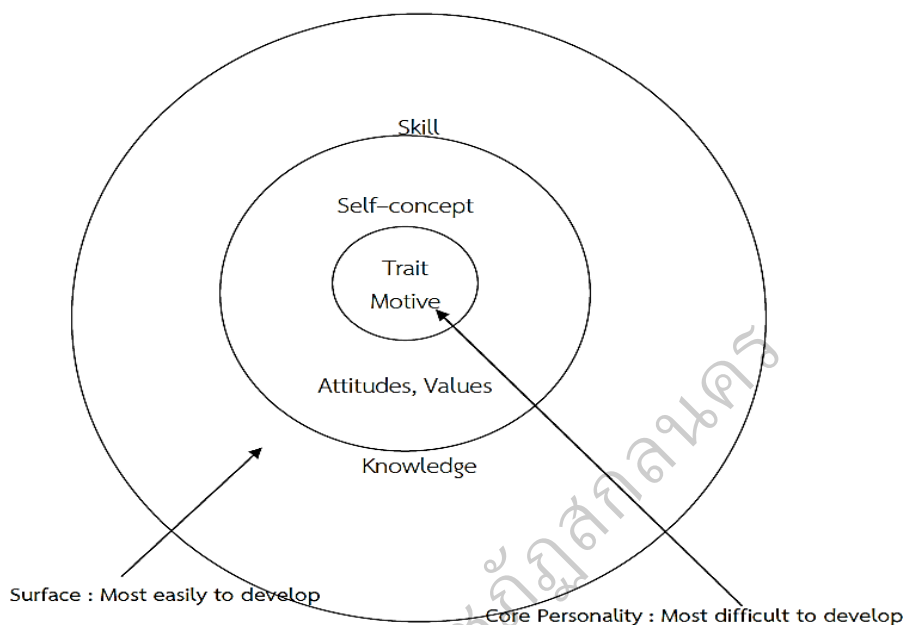 Skill
Self-concept
Trait
Motive
Attitudes, Values
Knowledge
Surface : Most easily to develop
Core Personality : Most difficult to develop